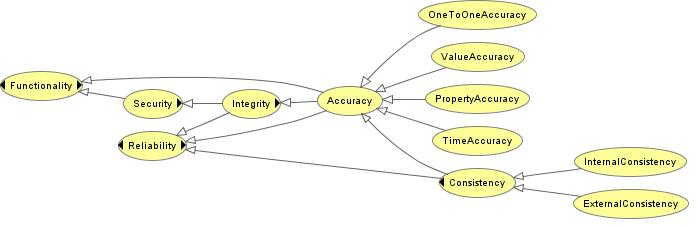 OneToOneAccuracy
ValueAccuracy
Functionality
Security
Integrity
Accuracy
PropertyAccuracy
Reliability
TimeAccuracy
InternalConsistency
Consistency
ExternalConsistency